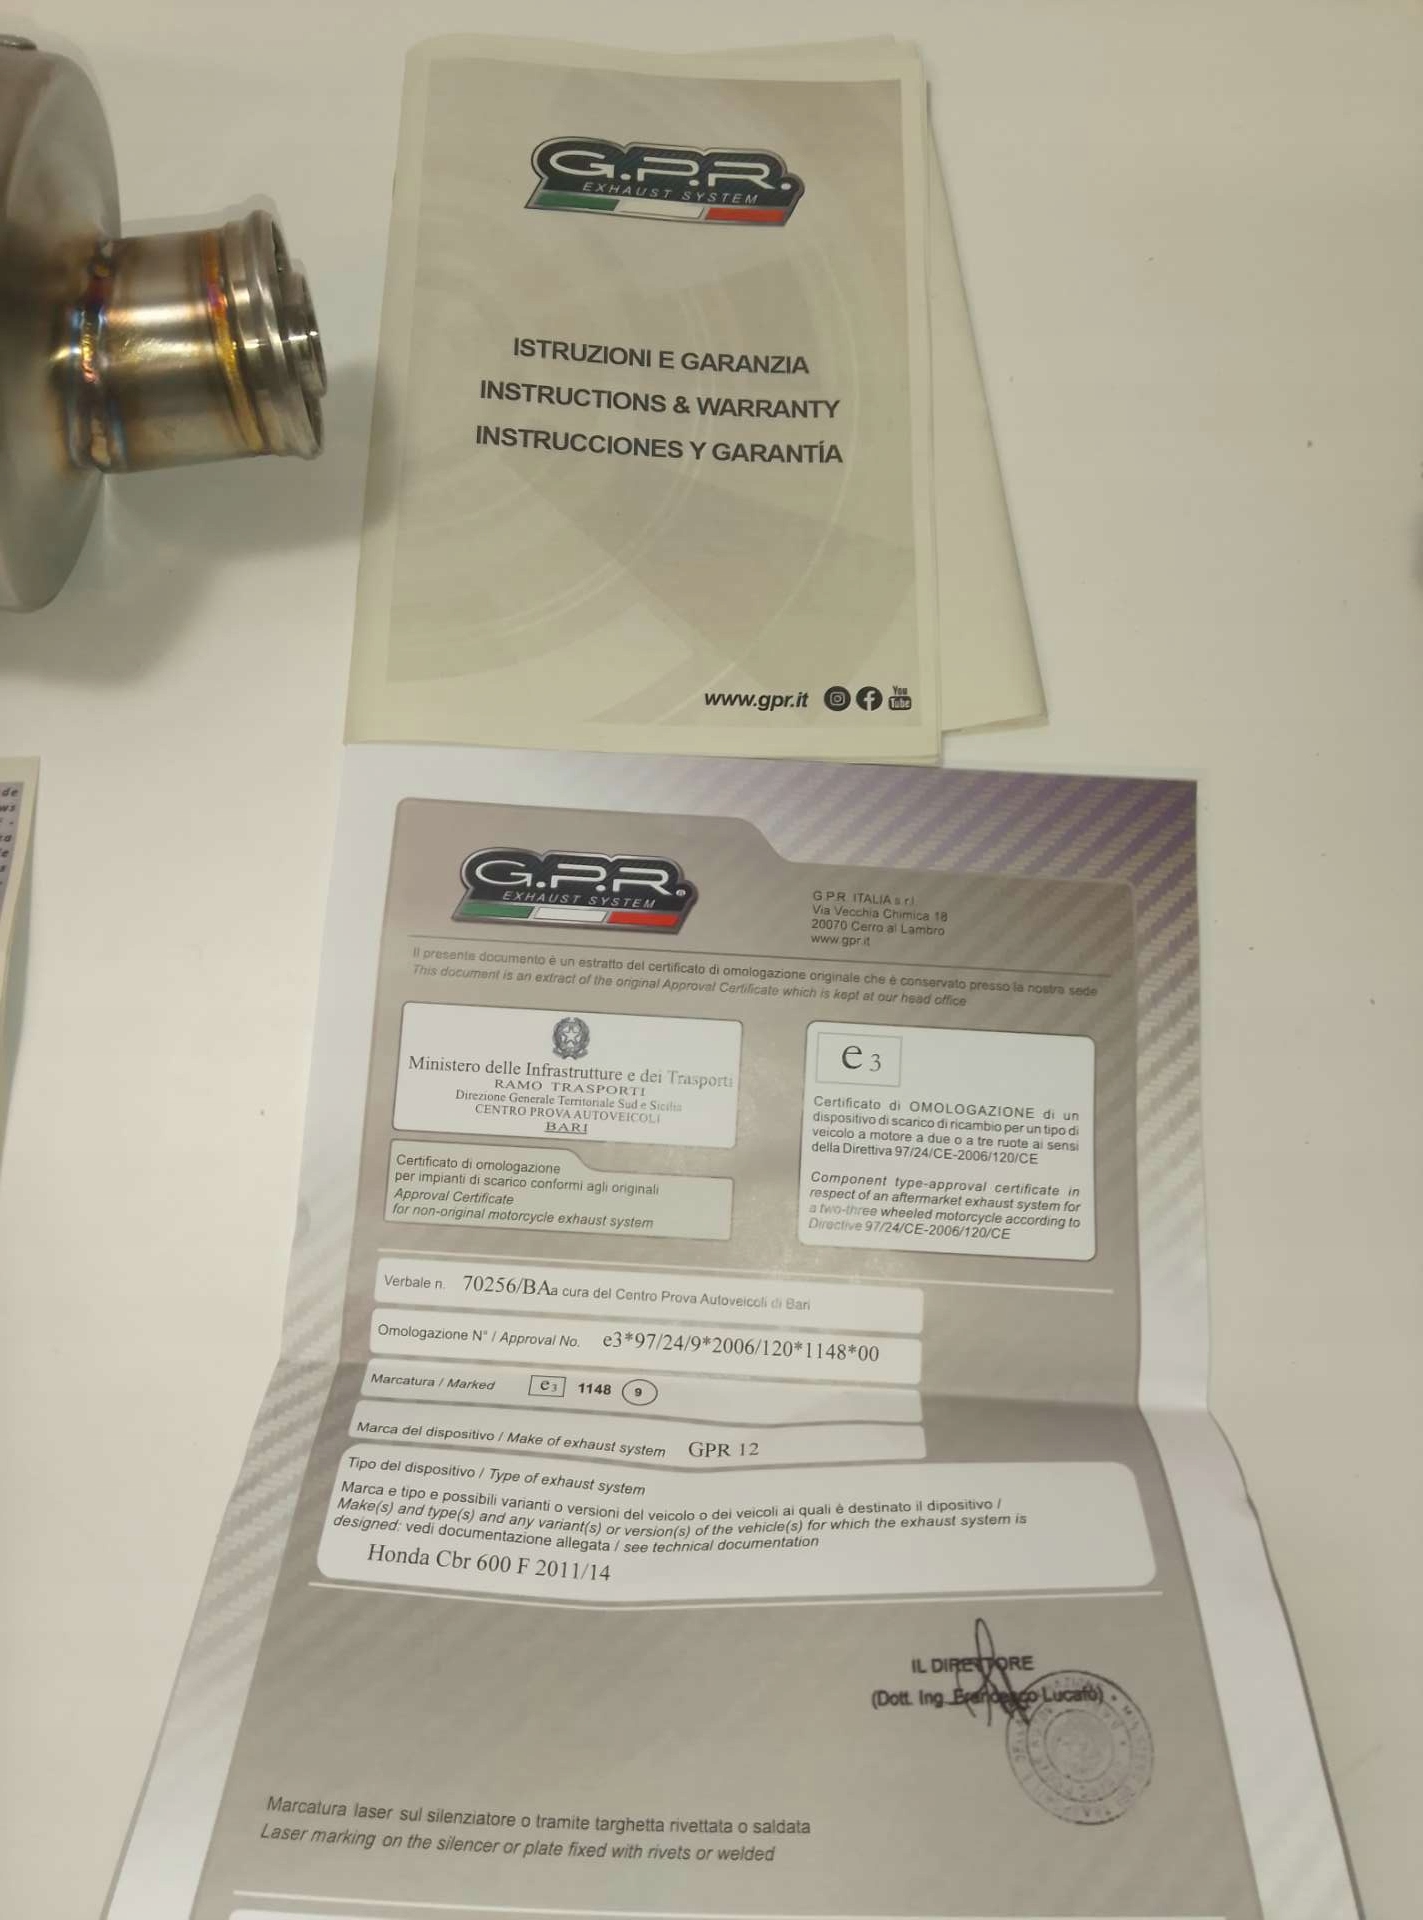 G.P.R.
EXHAUST SYSTEM
ISTRUZIONI E GARANZIA
INSTRUCTIONS & WARRANTY
INSTRUCCIONES Y GARANTÍA
www.gpr.it
You
Tube
de
ws
G.P.R.
EXHAUST SYSTEM
G.P.R. ITALIA s.r.l.
Via Vecchia Chimica 18
20070 Cerro al Lambro
www.gpr.it
Il presente documento è un estratto del certificato di omologazione originale che è conservato presso la nostra sede
This document is an extract of the original Approval Certificate which is kept at our head office
Ministero delle Infrastrutture e dei Trasporti
RAMO TRASPORTI
Direzione Generale Territoriale Sud e Sicilia
CENTRO PROVA AUTOVEICOLI
BARI
Certificato di omologazione
per impianti di scarico conformi agli originali
Approval Certificate
for non-original motorcycle exhaust system
e3
Certificato di OMOLOGAZIONE di un
dispositivo di scarico di ricambio per un tipo di
veicolo a motore a due o a tre ruote ai sensi
della Direttiva 97/24/CE-2006/120/CE
Component type-approval certificate in
respect of an aftermarket exhaust system for
a two-three wheeled motorcycle according to
Directive 97/24/CE-2006/120/CE
Verbale n. 70256/BA a cura del Centro Prova Autoveicoli di Bari
Omologazione N° / Approval No. e3*97/24/9*2006/120*1148*00
Marcatura / Marked e3 1148 9
Marca del dispositivo / Make of exhaust system GPR 12
Tipo del dispositivo / Type of exhaust system
Marca e tipo e possibili varianti o versioni del veicolo o dei veicoli ai quali è destinato il dipositivo /
Make(s) and type(s) and any variant(s) or version(s) of the vehicle(s) for which the exhaust system is
designed: vedi documentazione allegata / see technical documentation
Honda Cbr 600 F 2011/14
IL DIRETTORE
(Dott. Ing. Francesco Lucafò)
Marcatura laser sul silenziatore o tramite targhetta rivettata o saldata
Laser marking on the silencer or plate fixed with rivets or welded